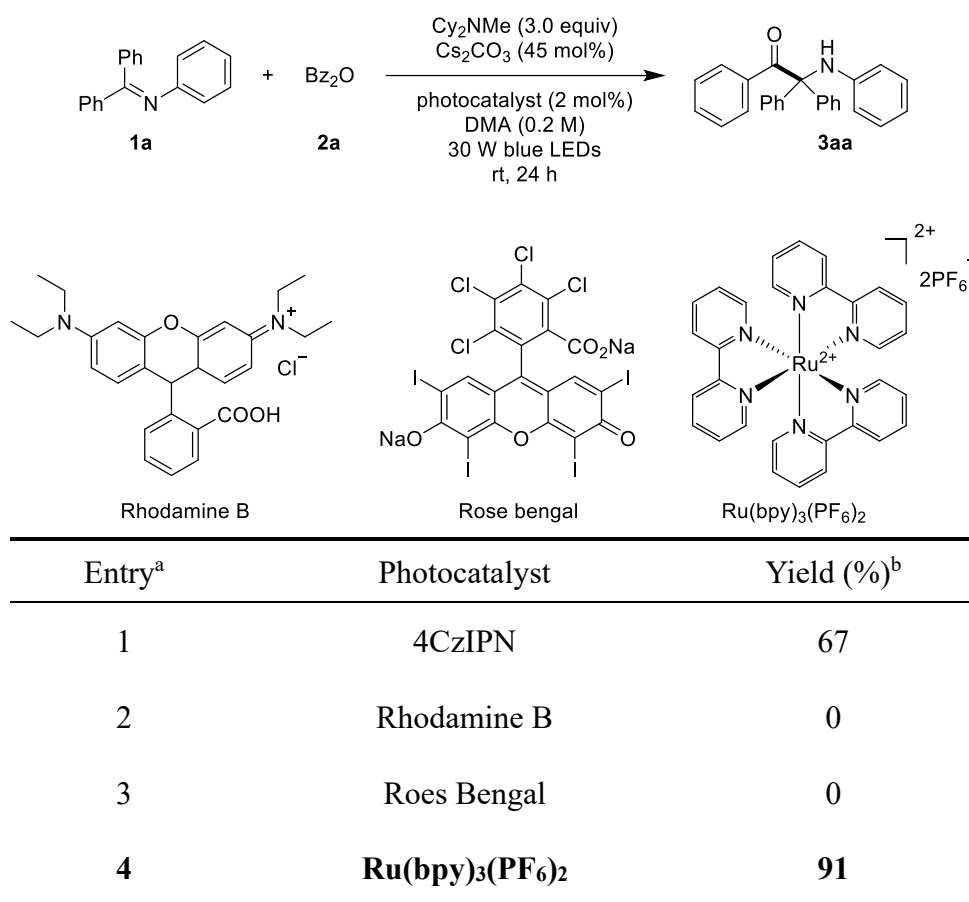 Cy₂NMe (3.0 equiv)
Cs₂CO₃ (45 mol%)
Ph
Ph
N
+
Bz₂O
photocatalyst (2 mol%)
DMA (0.2 M)
30 W blue LEDs
rt, 24 h
O
H
N
Ph Ph
1a
2a
3aa
N
O
N
+
Cl⁻
COOH
Rhodamine B
Cl
Cl
Cl
Cl
CO₂Na
I
I
NaO
O
O
I
I
Rose bengal
2+
2PF₆⁻
N
N
N
Ru²⁺
N
N
N
Ru(bpy)₃(PF₆)₂
Entryᵃ Photocatalyst Yield (%)ᵇ
1 4CzIPN 67
2 Rhodamine B 0
3 Roes Bengal 0
4 Ru(bpy)₃(PF₆)₂ 91